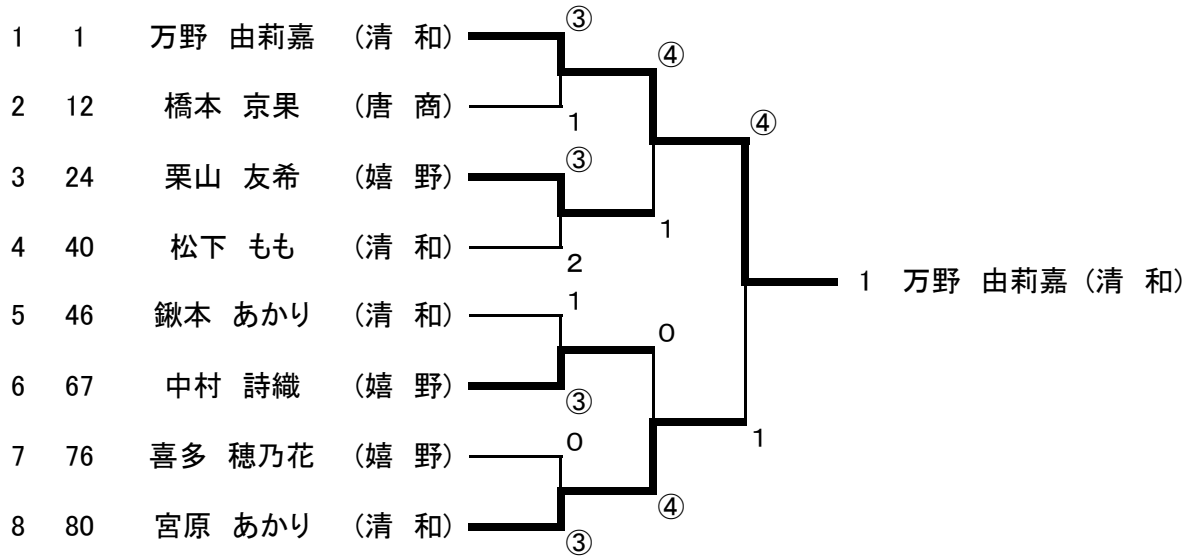 ③
1 1 万野 由莉嘉 (清 和)
④
2 12 橋本 京果 (唐 商)
1
④
③
3 24 栗山 友希 (嬉 野)
1
4 40 松下 もも (清 和)
2
1 万野 由莉嘉 (清 和)
1
5 46 鍬本 あかり (清 和)
0
6 67 中村 詩織 (嬉 野)
③
1
0
7 76 喜多 穂乃花 (嬉 野)
④
8 80 宮原 あかり (清 和)
③